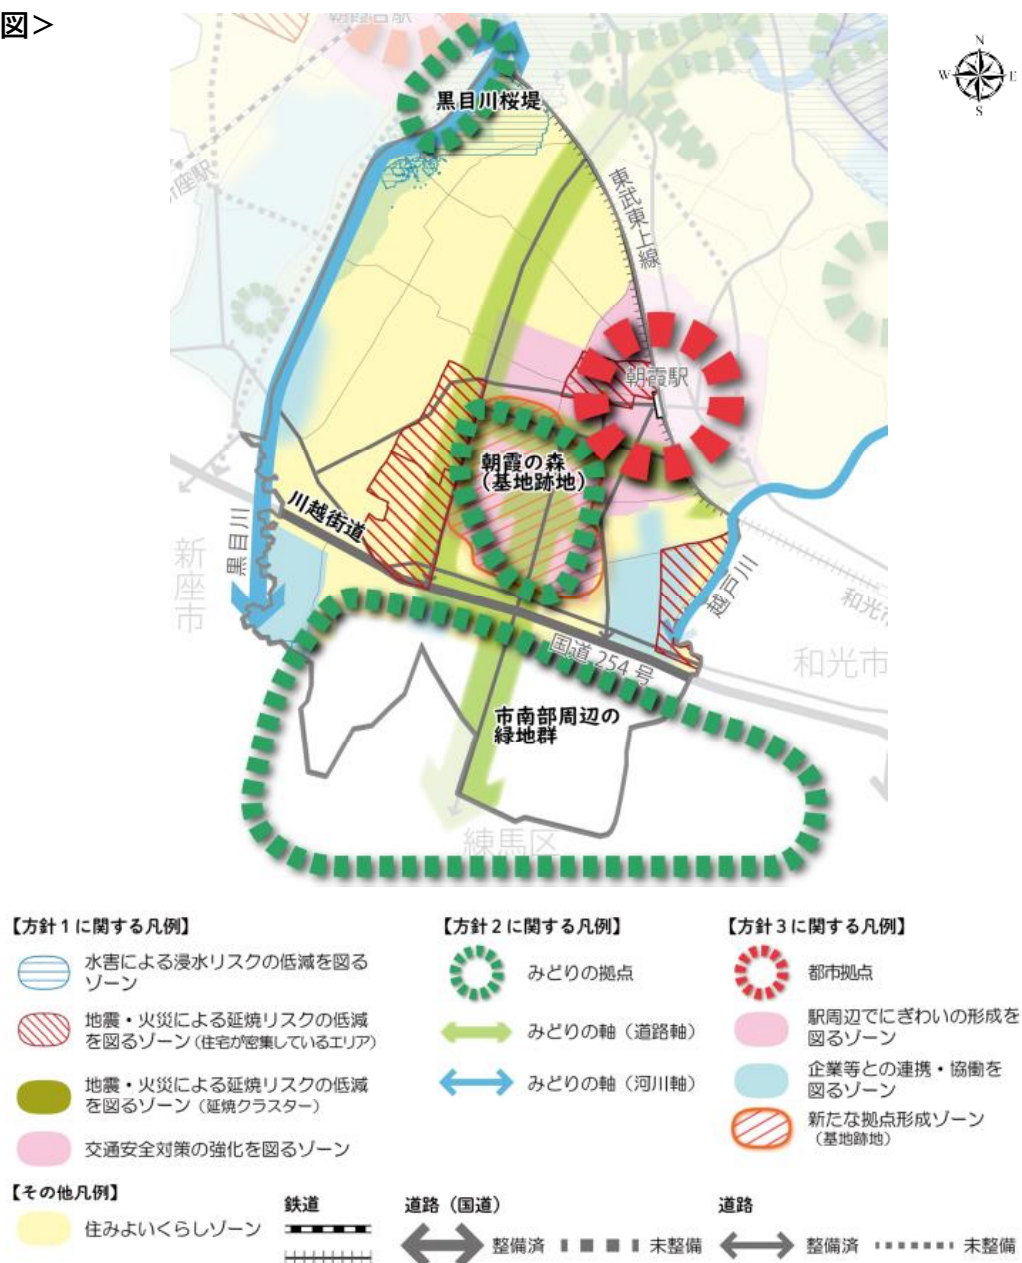 図>
朝霞台駅
N
W
E
S
黒目川桜堤
東武東上線
朝霞駅
朝霞の森
(基地跡地)
川越街道
黒目川
新座市
越戸川
和光市
国道 254 号
市南部周辺の
緑地群
練馬区
【方針1に関する凡例】
水害による浸水リスクの低減を図る
ゾーン
地震・火災による延焼リスクの低減
を図るゾーン(住宅が密集しているエリア)
地震・火災による延焼リスクの低減
を図るゾーン(延焼クラスター)
交通安全対策の強化を図るゾーン
【方針2に関する凡例】
みどりの拠点
みどりの軸(道路軸)
みどりの軸(河川軸)
【方針3に関する凡例】
都市拠点
駅周辺でにぎわいの形成を
図るゾーン
企業等との連携・協働を
図るゾーン
新たな拠点形成ゾーン
(基地跡地)
【その他凡例】
住みよいくらしゾーン
鉄道
道路(国道)
整備済
未整備
道路
整備済
未整備